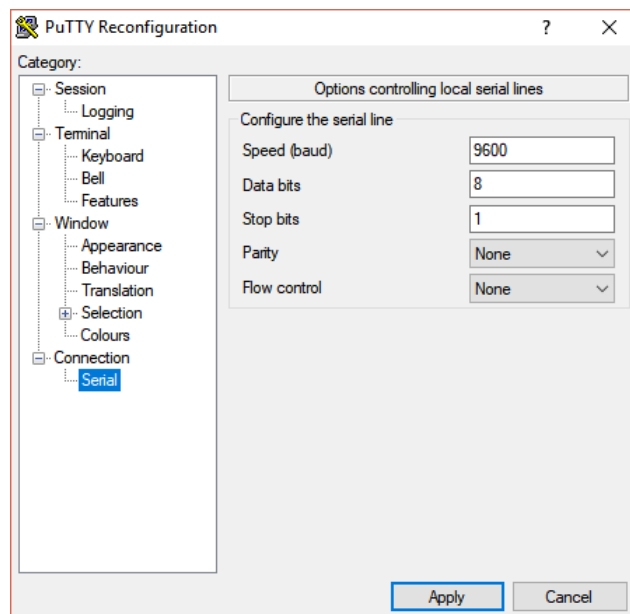 PuTTY Reconfiguration ?
Category:
Session
Logging
Terminal
Keyboard
Bell
Features
Window
Appearance
Behaviour
Translation
Selection
Colours
Connection
Serial
Options controlling local serial lines
Configure the serial line
Speed (baud) 9600
Data bits 8
Stop bits 1
Parity None
Flow control None
Apply Cancel